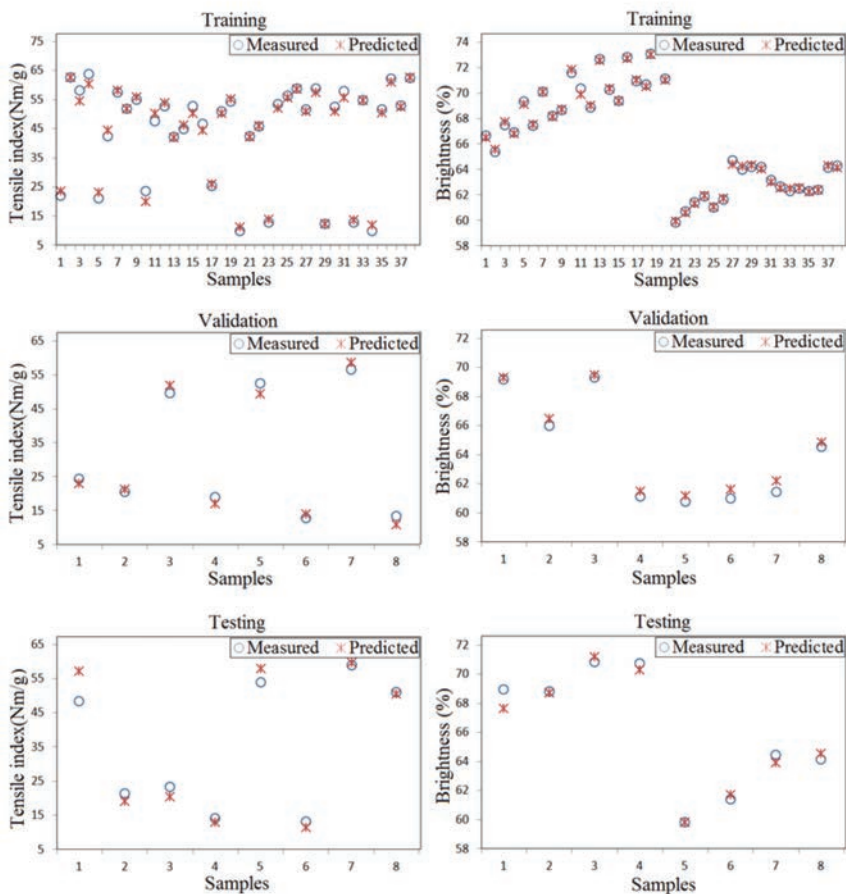 Training
Measured Predicted
Tensile index(Nm/g)
75
65
55
45
35
25
15
5
1 3 5 7 9 11 13 15 17 19 21 23 25 27 29 31 33 35 37
Samples
Training
Measured Predicted
Brightness (%)
74
72
70
68
66
64
62
60
58
1 3 5 7 9 11 13 15 17 19 21 23 25 27 29 31 33 35 37
Samples
Validation
Measured Predicted
Tensile index(Nm/g)
65
55
45
35
25
15
5
1 2 3 4 5 6 7 8
Samples
Validation
Measured Predicted
Brightness (%)
72
70
68
66
64
62
60
58
1 2 3 4 5 6 7 8
Samples
Testing
Measured Predicted
Tensile index(Nm/g)
65
55
45
35
25
15
5
1 2 3 4 5 6 7 8
Samples
Testing
Measured Predicted
Brightness (%)
72
70
68
66
64
62
60
58
1 2 3 4 5 6 7 8
Samples